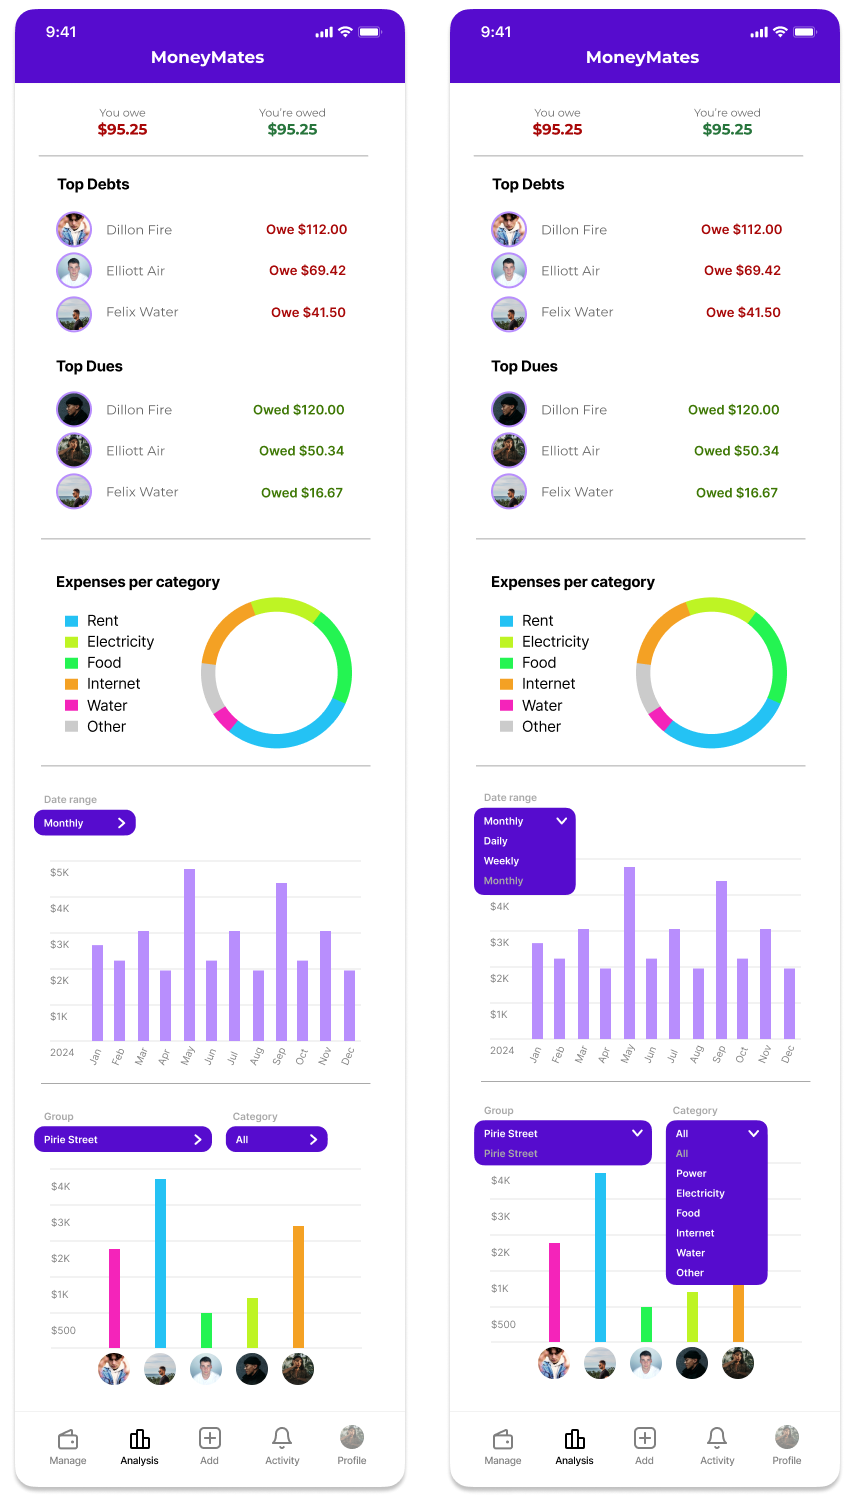 9:41
MoneyMates
You owe You're owed
$95.25 $95.25
Top Debts
Dillon Fire Owe $112.00
Elliott Air Owe $69.42
Felix Water Owe $41.50
Top Dues
Dillon Fire Owed $120.00
Elliott Air Owed $50.34
Felix Water Owed $16.67
Expenses per category
Rent
Electricity
Food
Internet
Water
Other
Date range
Monthly
$5K
$4K
$3K
$2K
$1K
2024 Jan Feb Mar Apr May Jun Jul Aug Sep Oct Nov Dec
Group Category
Pirie Street All
$4K
$3K
$2K
$1K
$500
Manage Analysis Add Activity Profile
9:41
MoneyMates
You owe You're owed
$95.25 $95.25
Top Debts
Dillon Fire Owe $112.00
Elliott Air Owe $69.42
Felix Water Owe $41.50
Top Dues
Dillon Fire Owed $120.00
Elliott Air Owed $50.34
Felix Water Owed $16.67
Expenses per category
Rent
Electricity
Food
Internet
Water
Other
Date range
Monthly
Daily
Weekly
Monthly
$4K
$3K
$2K
$1K
2024 Jan Feb Mar Apr May Jun Jul Aug Sep Oct Nov Dec
Group Category
Pirie Street All
Pirie Street All
Power
Electricity
Food
Internet
Water
Other
$4K
$3K
$2K
$1K
$500
Manage Analysis Add Activity Profile